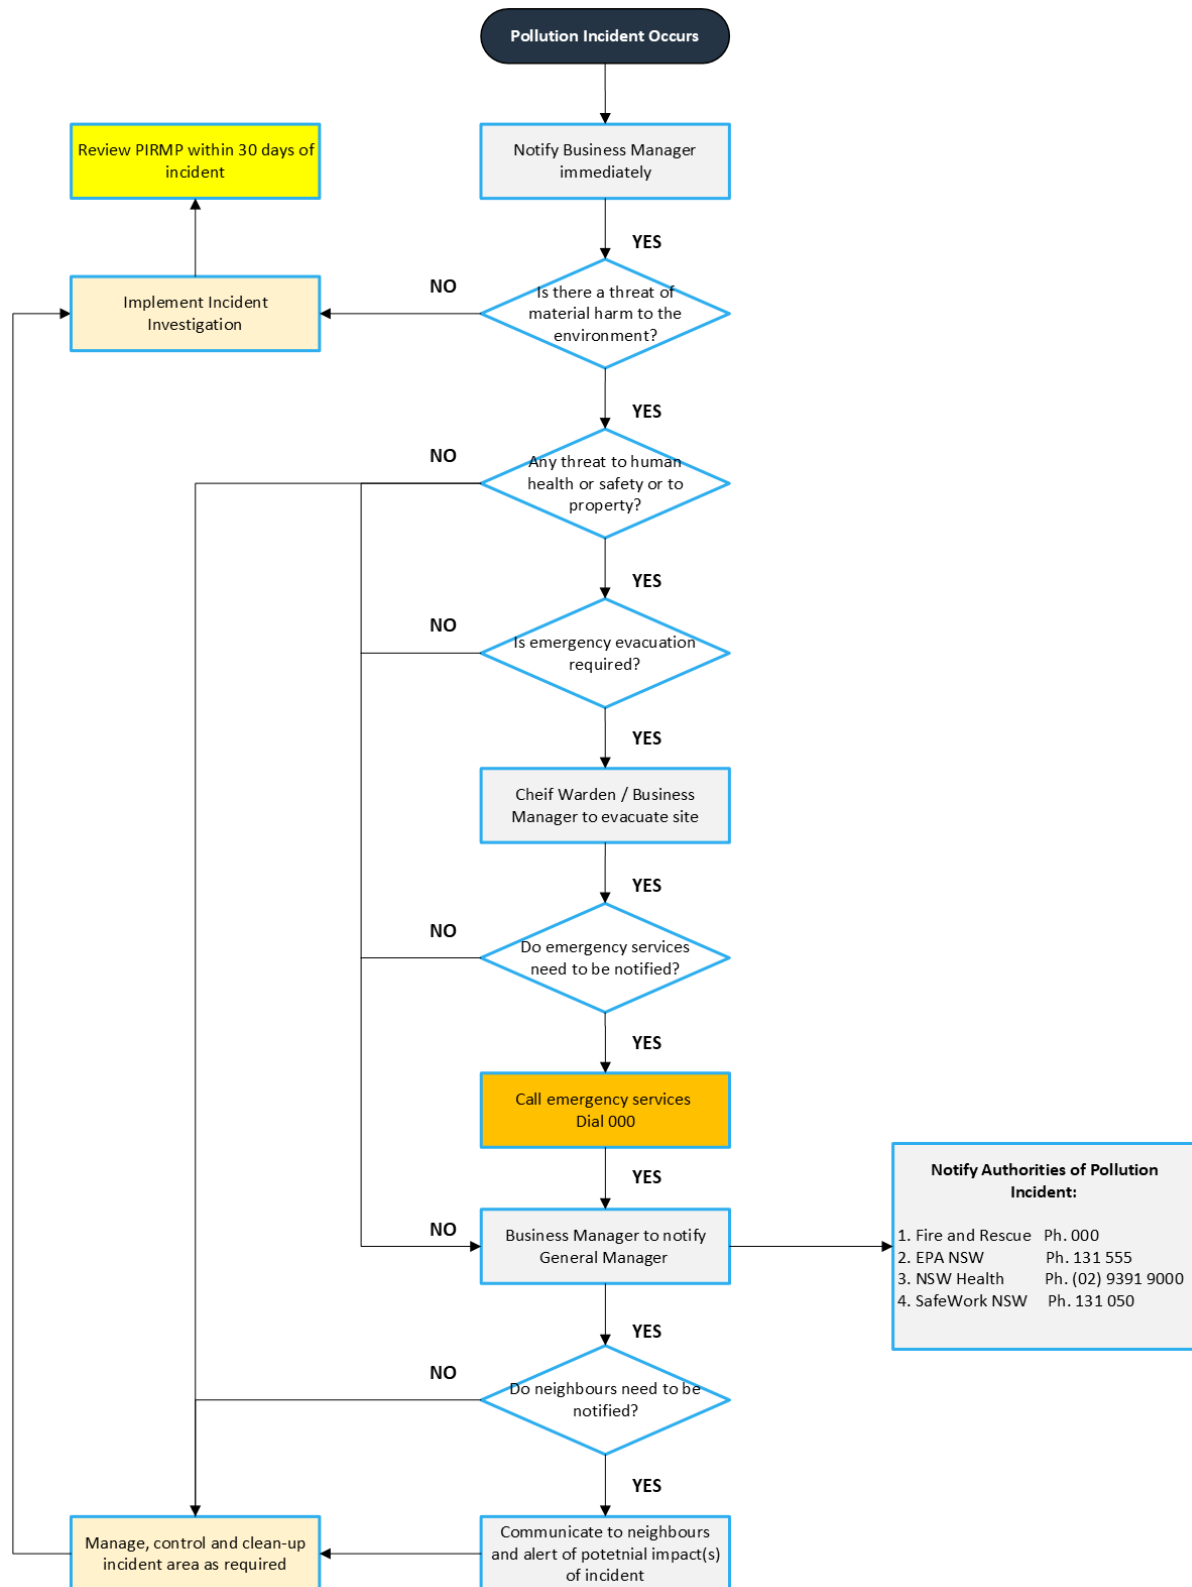 Pollution Incident Occurs
Review PIRMP within 30 days of
incident
Notify Business Manager
immediately
YES
NO
Is there a threat of
material harm to the
environment?
Implement Incident
Investigation
YES
NO
Any threat to human
health or safety or to
property?
YES
NO
Is emergency evacuation
required?
YES
Cheif Warden / Business
Manager to evacuate site
YES
NO
Do emergency services
need to be notified?
YES
Call emergency services
Dial 000
YES
NO
Business Manager to notify
General Manager
Notify Authorities of Pollution
Incident:
1. Fire and Rescue Ph. 000
2. EPA NSW Ph. 131 555
3. NSW Health Ph. (02) 9391 9000
4. SafeWork NSW Ph. 131 050
YES
NO
Do neighbours need to be
notified?
YES
Manage, control and clean-up
incident area as required
Communicate to neighbours
and alert of potetnial impact(s)
of incident